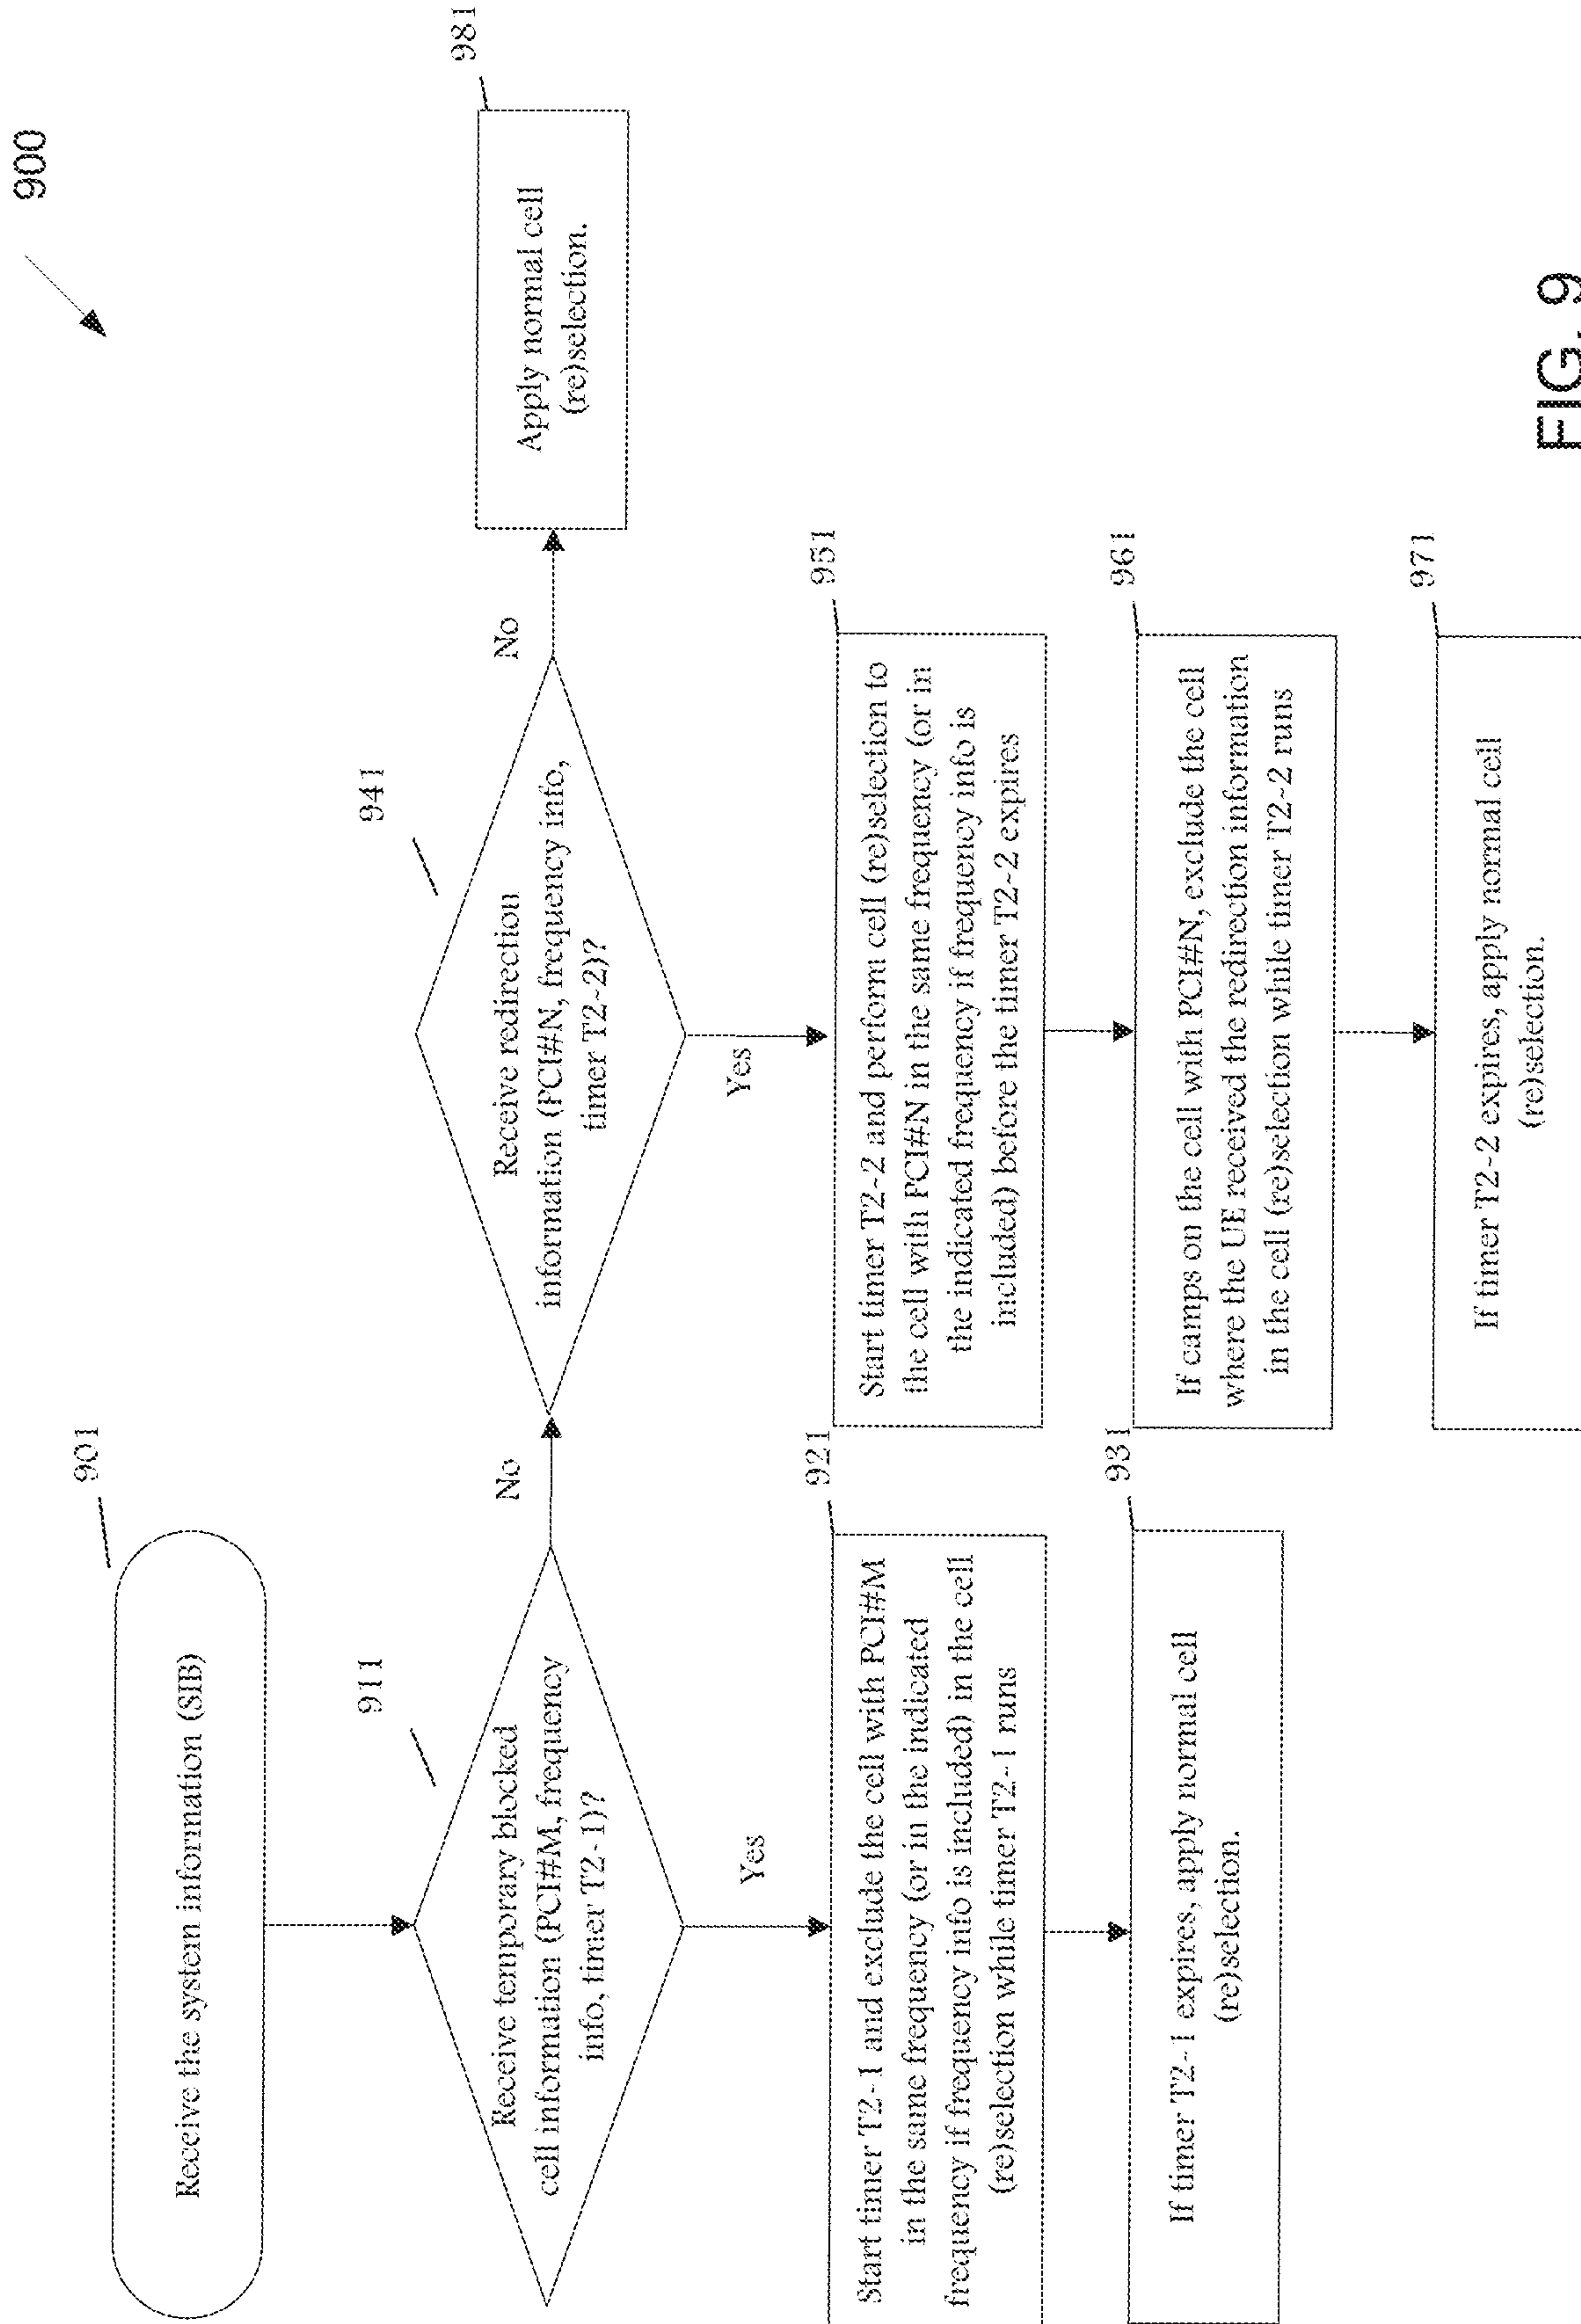 900
901
Receive the system information (SIB)
911
Receive temporary blocked
cell information (PCI#M, frequency
info, timer T2-1)?
No
Yes
921
Start timer T2-1 and exclude the cell with PCI#M
in the same frequency (or in the indicated
frequency if frequency info is included) in the cell
(re)selection while timer T2-1 runs
931
If timer T2-1 expires, apply normal cell
(re)selection.
941
Receive redirection
information (PCI#N, frequency info,
timer T2-2)?
No
Yes
951
Start timer T2-2 and perform cell (re)selection to
the cell with PCI#N in the same frequency (or in
the indicated frequency if frequency info is
included) before the timer T2-2 expires
961
If camps on the cell with PCI#N, exclude the cell
where the UE received the redirection information
in the cell (re)selection while timer T2-2 runs
971
If timer T2-2 expires, apply normal cell
(re)selection.
981
Apply normal cell
(re)selection.
FIG. 9